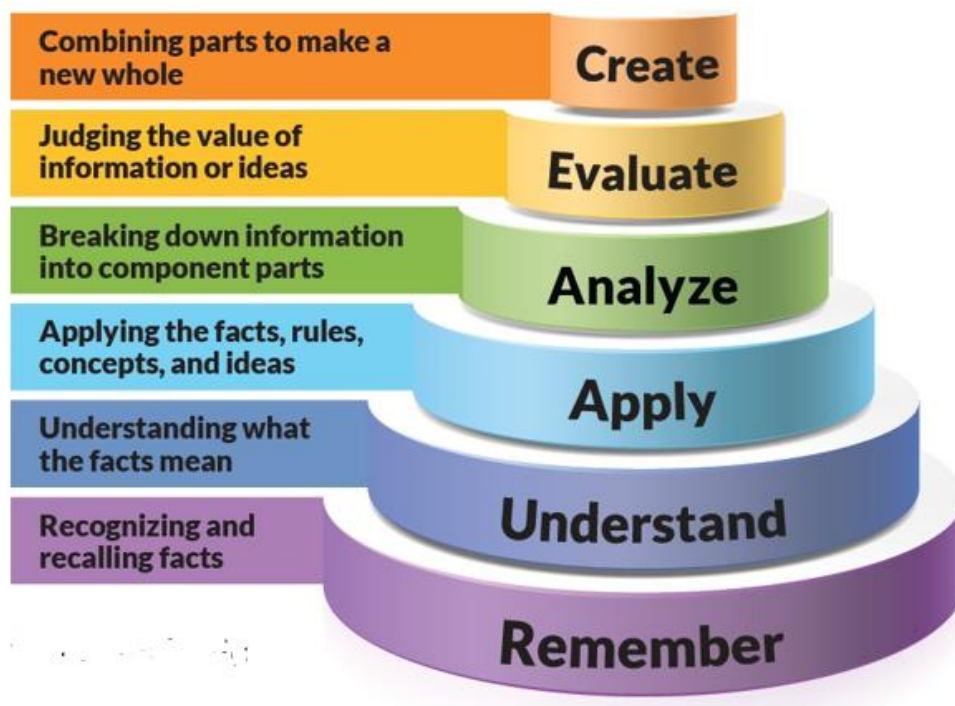 Combining parts to make a
new whole
Create
Judging the value of
information or ideas
Evaluate
Breaking down information
into component parts
Analyze
Applying the facts, rules,
concepts, and ideas
Apply
Understanding what
the facts mean
Understand
Recognizing and
recalling facts
Remember